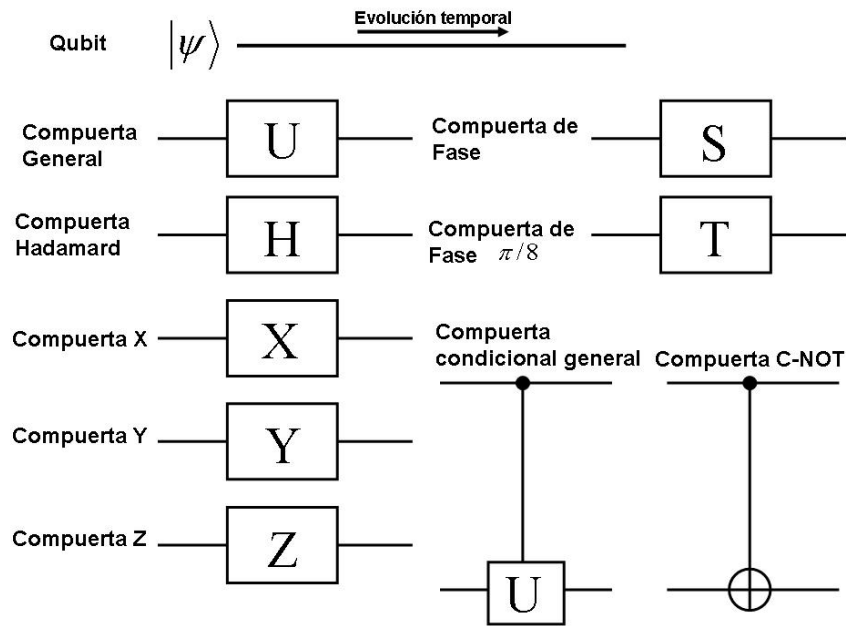 Evolución temporal
Qubit |ψ⟩
Compuerta
General
U
Compuerta de
Fase
S
Compuerta
Hadamard
H
Compuerta de
Fase π/8
T
Compuerta X
X
Compuerta
condicional general
Compuerta C-NOT
Compuerta Y
Y
Compuerta Z
Z
U